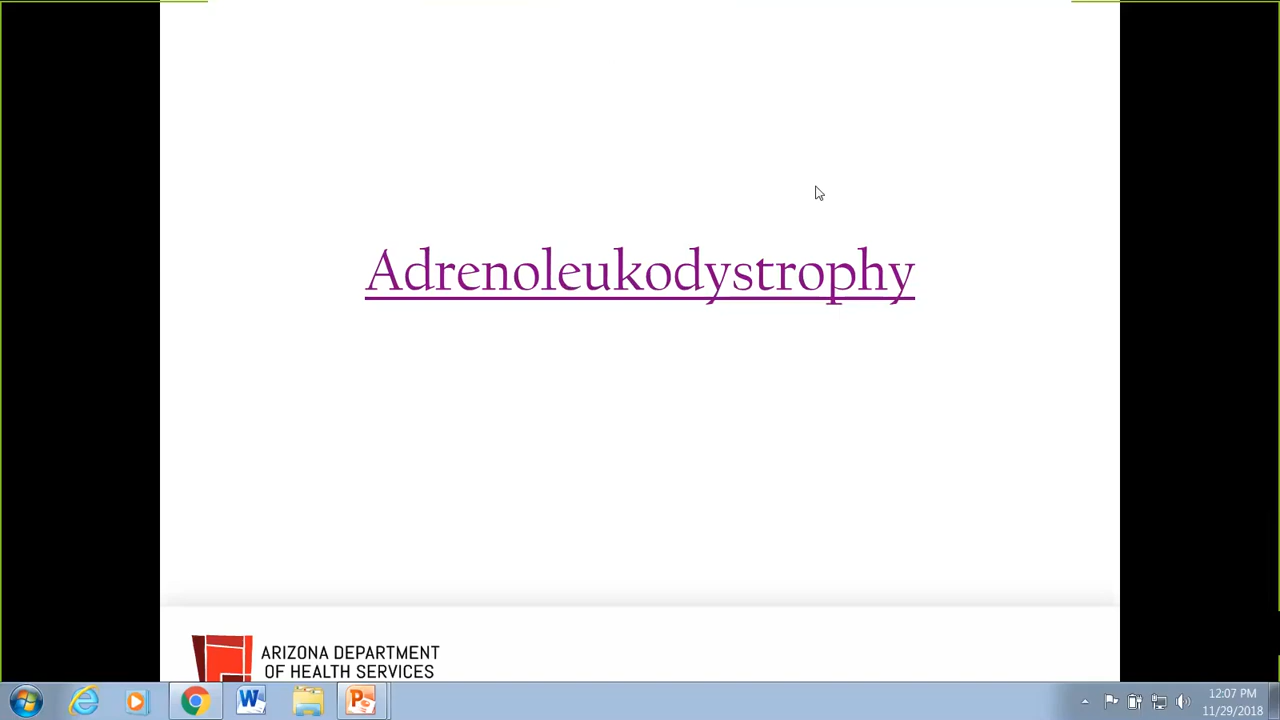 Adrenoleukodystrophy
ARIZONA DEPARTMENT
OF HEALTH SERVICES
12:07 PM
11/29/2018